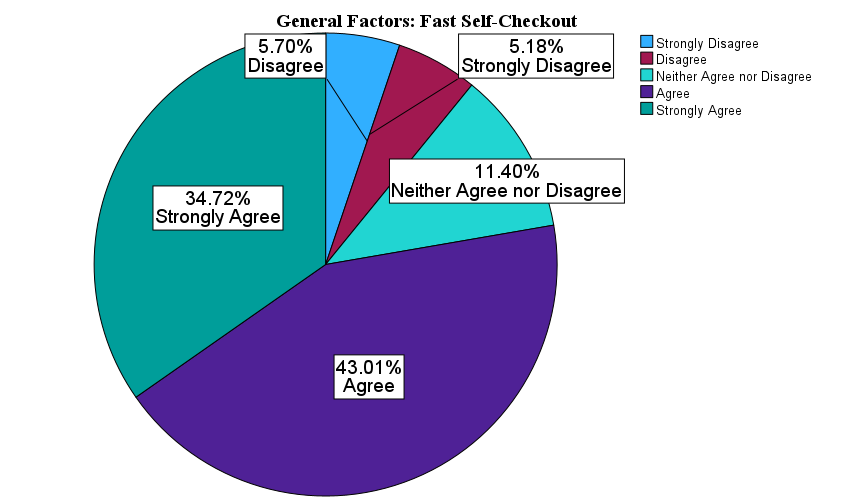 General Factors: Fast Self-Checkout
5.70%
Disagree
5.18%
Strongly Disagree
11.40%
Neither Agree nor Disagree
34.72%
Strongly Agree
43.01%
Agree
Strongly Disagree
Disagree
Neither Agree nor Disagree
Agree
Strongly Agree